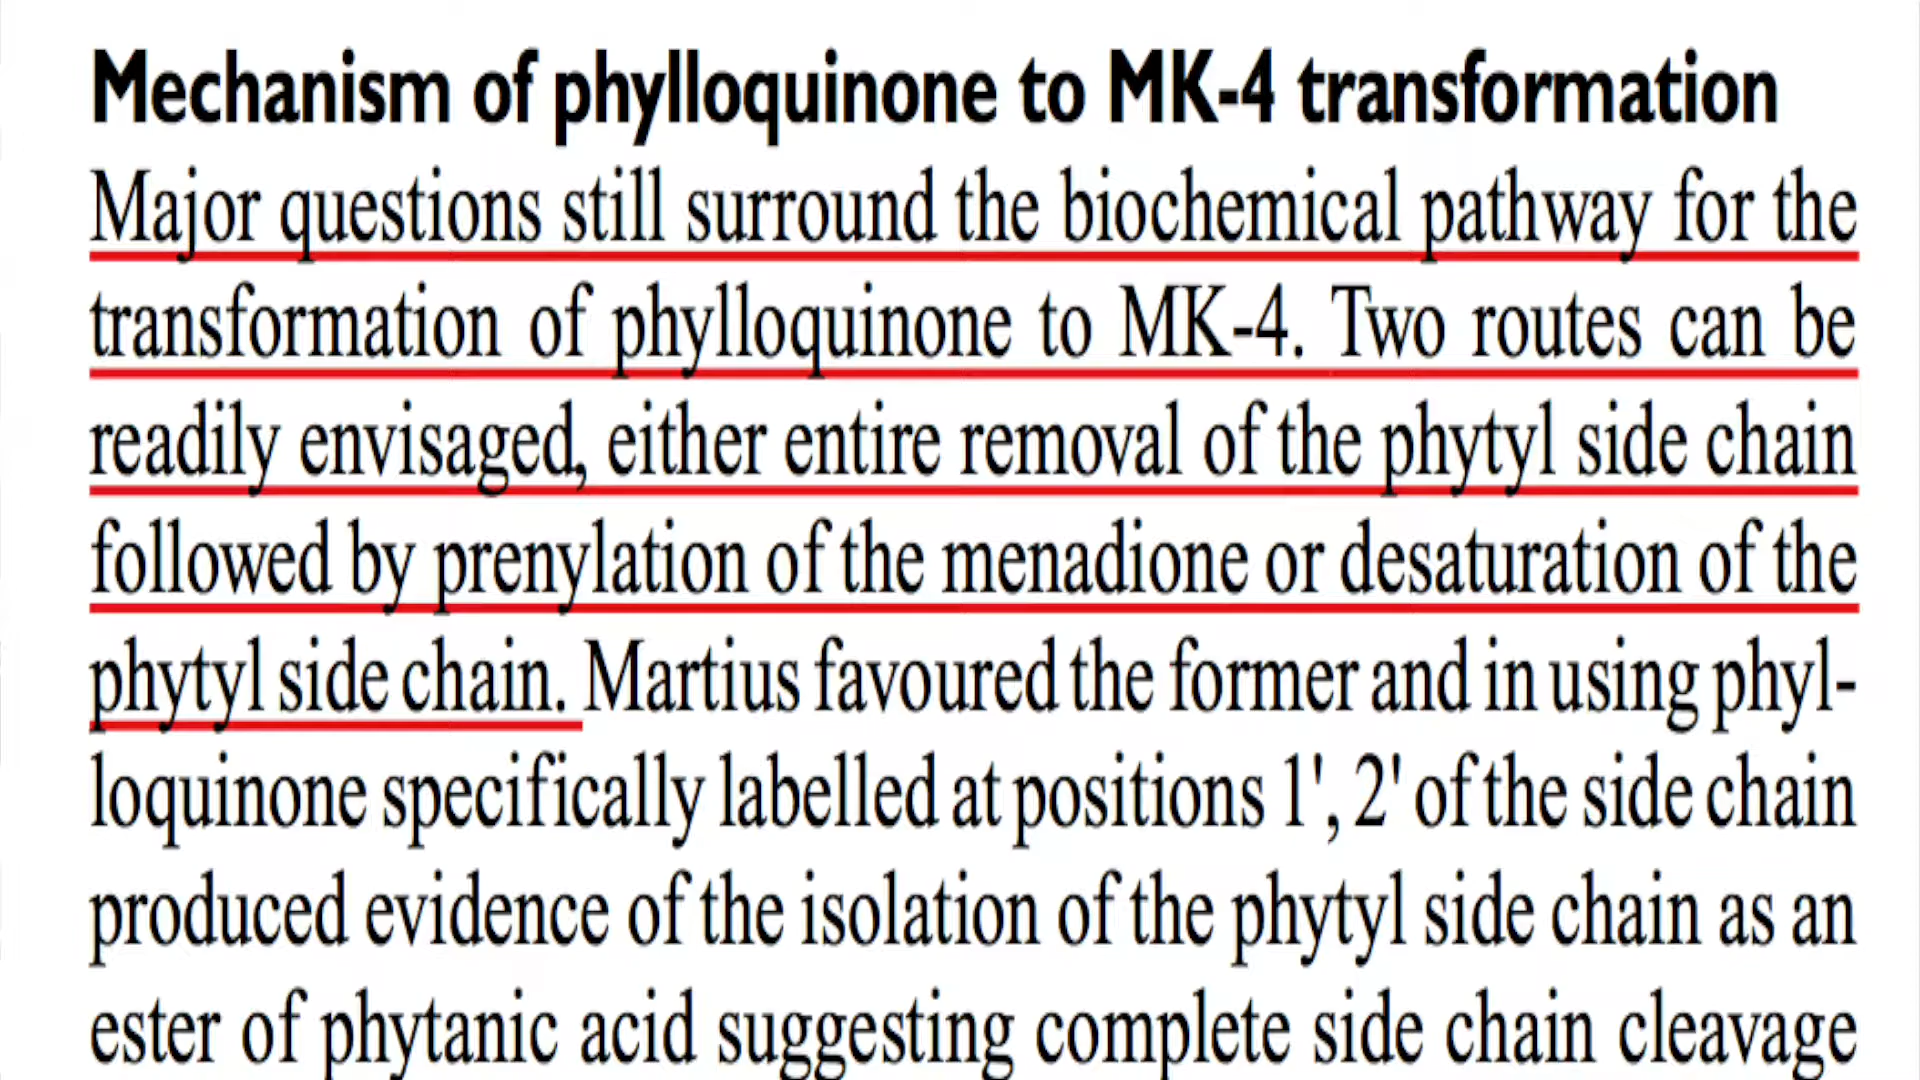 Mechanism of phylloquinone to MK-4 transformation
Major questions still surround the biochemical pathway for the
transformation of phylloquinone to MK-4. Two routes can be
readily envisaged, either entire removal of the phytyl side chain
followed by prenylation of the menadione or desaturation of the
phytyl side chain. Martius favoured the former and in using phyl-
loquinone specifically labelled at positions 1', 2' of the side chain
produced evidence of the isolation of the phytyl side chain as an
ester of phytanic acid suggesting complete side chain cleavage